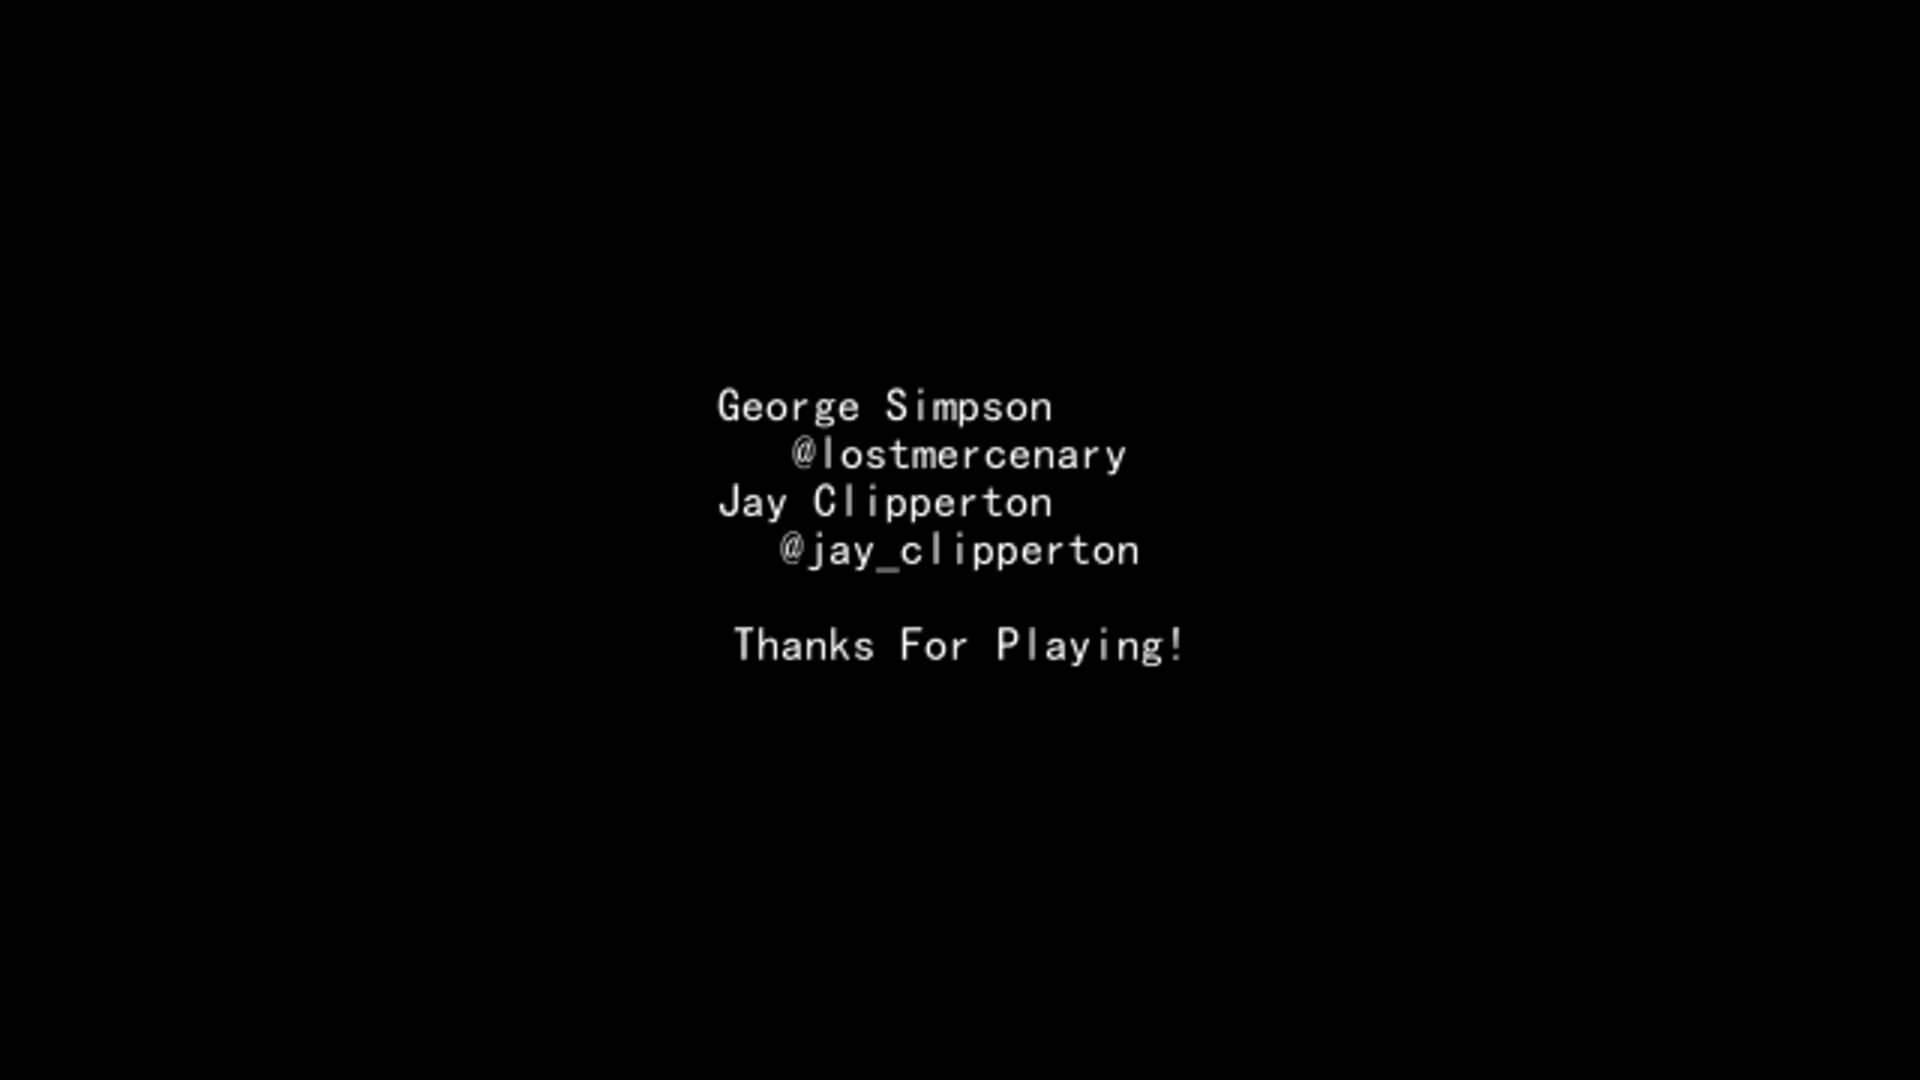 George Simpson
@lostmercenary
Jay Clipperton
@jay_clipperton
Thanks For Playing!